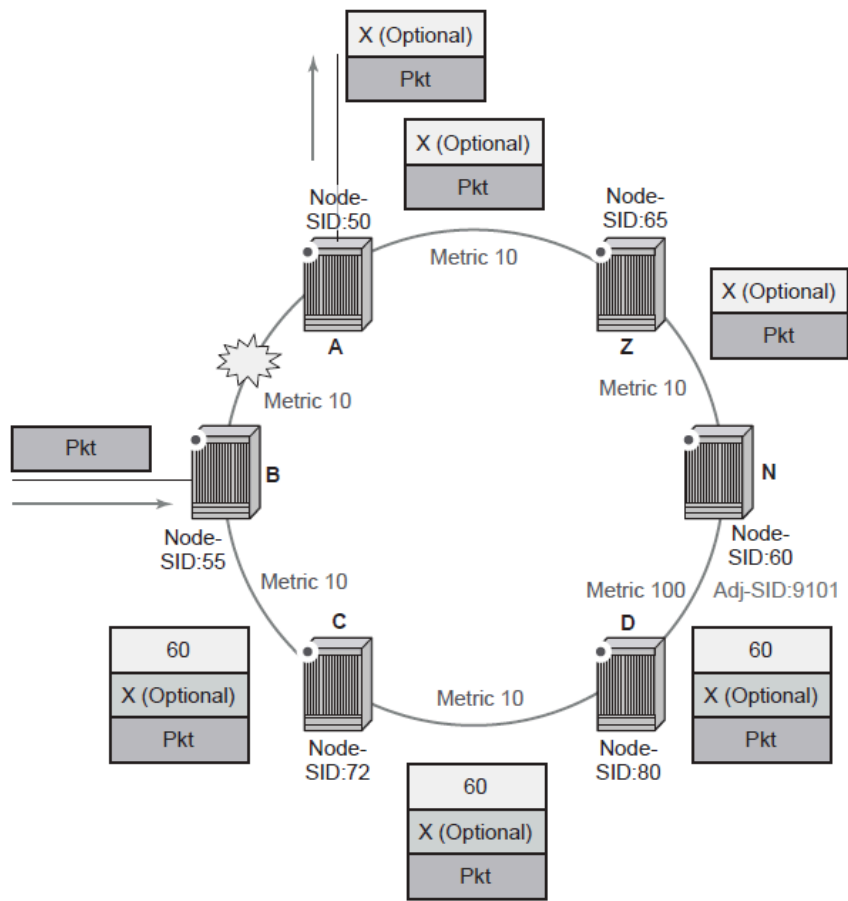 X (Optional)
Pkt
X (Optional)
Pkt
Node-
SID:50
Node-
SID:65
Metric 10
X (Optional)
Pkt
A
Z
Metric 10
Metric 10
Pkt
B
N
Node-
SID:55
Node-
SID:60
Metric 10
Metric 100
Adj-SID:9101
C
D
60
X (Optional)
Pkt
60
X (Optional)
Pkt
Metric 10
Node-
SID:72
Node-
SID:80
60
X (Optional)
Pkt